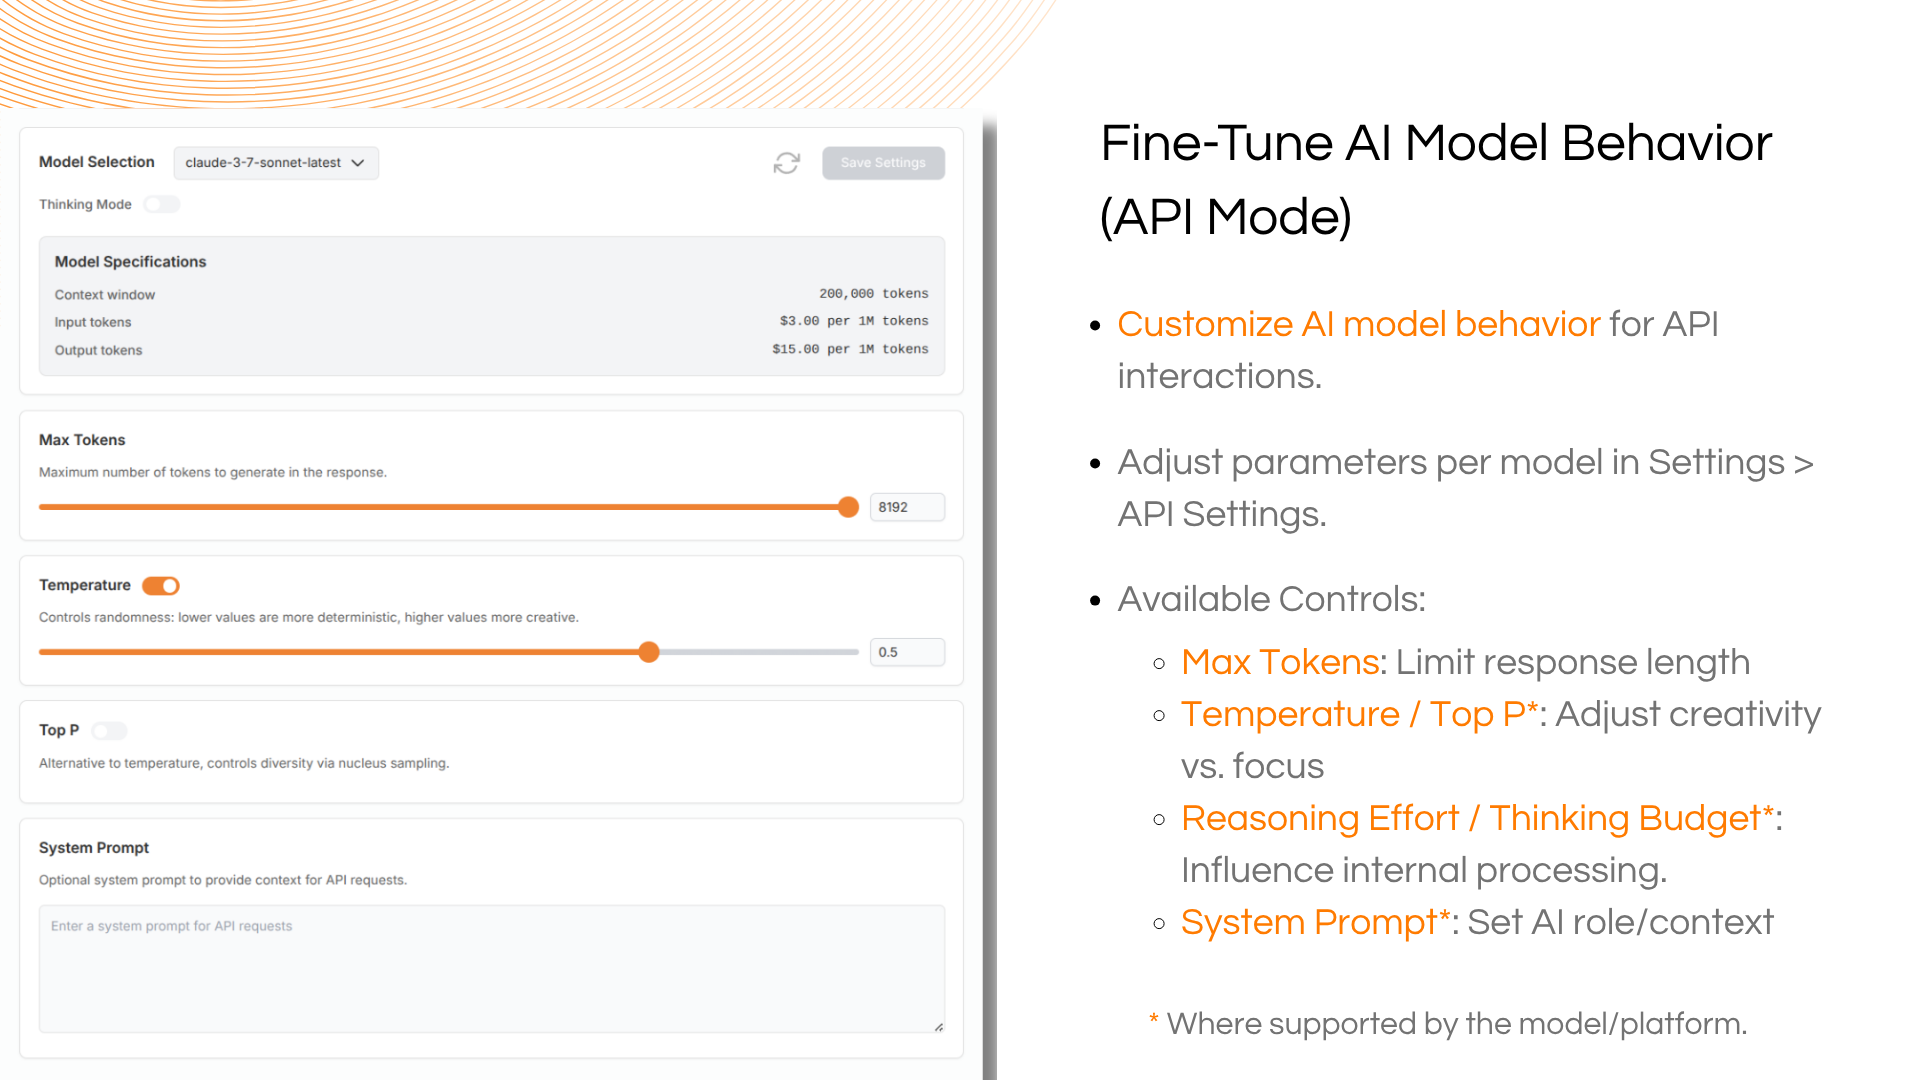 Model Selection
claude-3-7-sonnet-latest
Save Settings
Thinking Mode
Model Specifications
Context window 200,000 tokens
Input tokens $3.00 per 1M tokens
Output tokens $15.00 per 1M tokens
Max Tokens
Maximum number of tokens to generate in the response.
8192
Temperature
Controls randomness: lower values are more deterministic, higher values more creative.
0.5
Top P
Alternative to temperature, controls diversity via nucleus sampling.
System Prompt
Optional system prompt to provide context for API requests.
Enter a system prompt for API requests
Fine-Tune AI Model Behavior
(API Mode)
• Customize AI model behavior for API
interactions.
• Adjust parameters per model in Settings >
API Settings.
• Available Controls:
○ Max Tokens: Limit response length
○ Temperature / Top P*: Adjust creativity
vs. focus
○ Reasoning Effort / Thinking Budget*:
Influence internal processing.
○ System Prompt*: Set AI role/context
* Where supported by the model/platform.